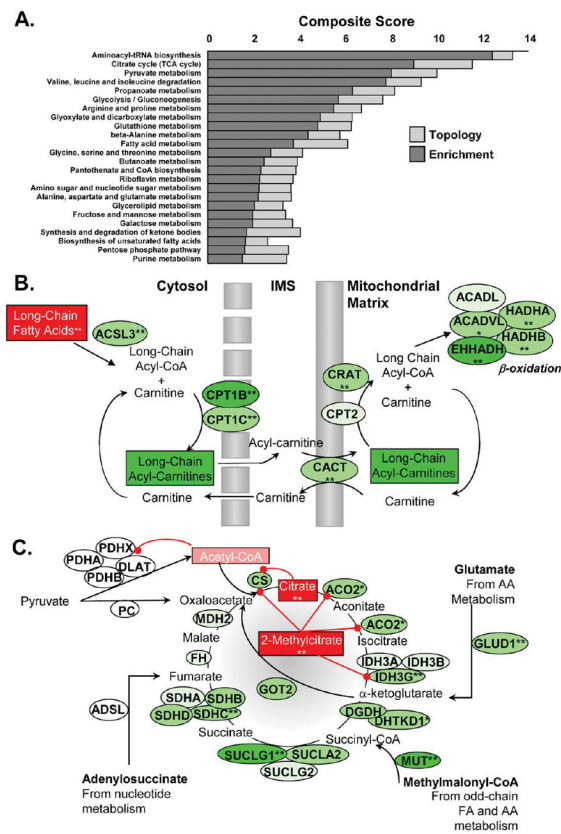 A.
Composite Score
0 2 4 6 8 10 12 14
Aminoacyl-tRNA biosynthesis
Citrate cycle (TCA cycle)
Pyruvate metabolism
Valine, leucine and isoleucine degradation
Propanoate metabolism
Glycolysis / Gluconeogenesis
Arginine and proline metabolism
Glyoxylate and dicarboxylate metabolism
Glutathione metabolism
beta-Alanine metabolism
Fatty acid metabolism
Glycine, serine and threonine metabolism
Butanoate metabolism
Pantothenate and CoA biosynthesis
Riboflavin metabolism
Amino sugar and nucleotide sugar metabolism
Alanine, aspartate and glutamate metabolism
Glycerolipid metabolism
Fructose and mannose metabolism
Galactose metabolism
Synthesis and degradation of ketone bodies
Biosynthesis of unsaturated fatty acids
Pentose phosphate pathway
Purine metabolism
Topology
Enrichment
B.
Cytosol
IMS
Mitochondrial
Matrix
Long-Chain
Fatty Acids**
ACSL3**
Long-Chain
Acyl-CoA
+
Carnitine
CPT1B**
CPT1C**
Long-Chain
Acyl-Carnitines
Carnitine
Acyl-carnitine
Carnitine
CRAT
**
CPT2
CACT
**
Long Chain
Acyl-CoA
+
Carnitine
Long-Chain
Acyl-Carnitines
Carnitine
ACADL
ACADVL
*
HADHA
**
HADHB
**
EHHADH
**
β-oxidation
C.
PDHX
PDHA
PDHB
DLAT
Pyruvate
PC
Acetyl-CoA
CS
Citrate
**
ACO2*
Aconitate
ACO2*
Isocitrate
Oxaloacetate
MDH2
Malate
2-Methylcitrate
**
IDH3A
IDH3B
IDH3G**
α-ketoglutarate
Glutamate
From AA
Metabolism
GLUD1**
FH
Fumarate
GOT2
DGDH
DHTKD1*
ADSL
SDHA
SDHB
SDHD
SDHC**
Succinate
Succinyl-CoA
SUCLG1**
SUCLA2
SUCLG2
MUT**
Adenylosuccinate
From nucleotide
metabolism
Methylmalonyl-CoA
From odd-chain
FA and AA
metabolism